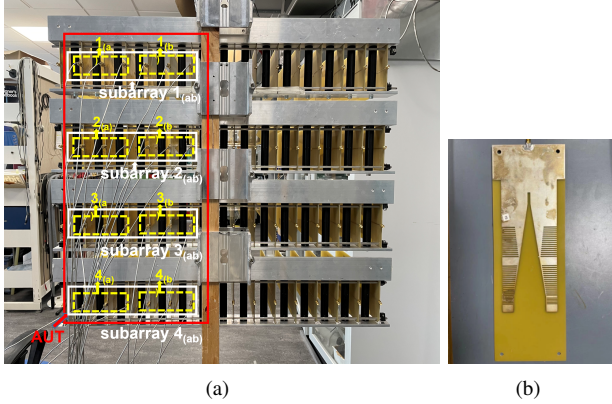 1(a) 1(b
subarray 1(ab)
2(a) 2(b
subarray 2(ab)
3(a) 3(b
subarray 3(ab)
4(a) 4(b
AUT
subarray 4(ab)
(a) (b)